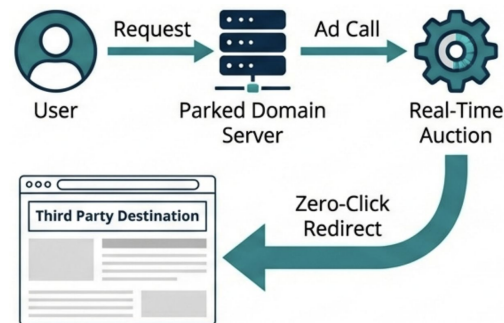 Request
Ad Call
User
Parked Domain
Server
Real-Time
Auction
Zero-Click
Redirect
Third Party Destination